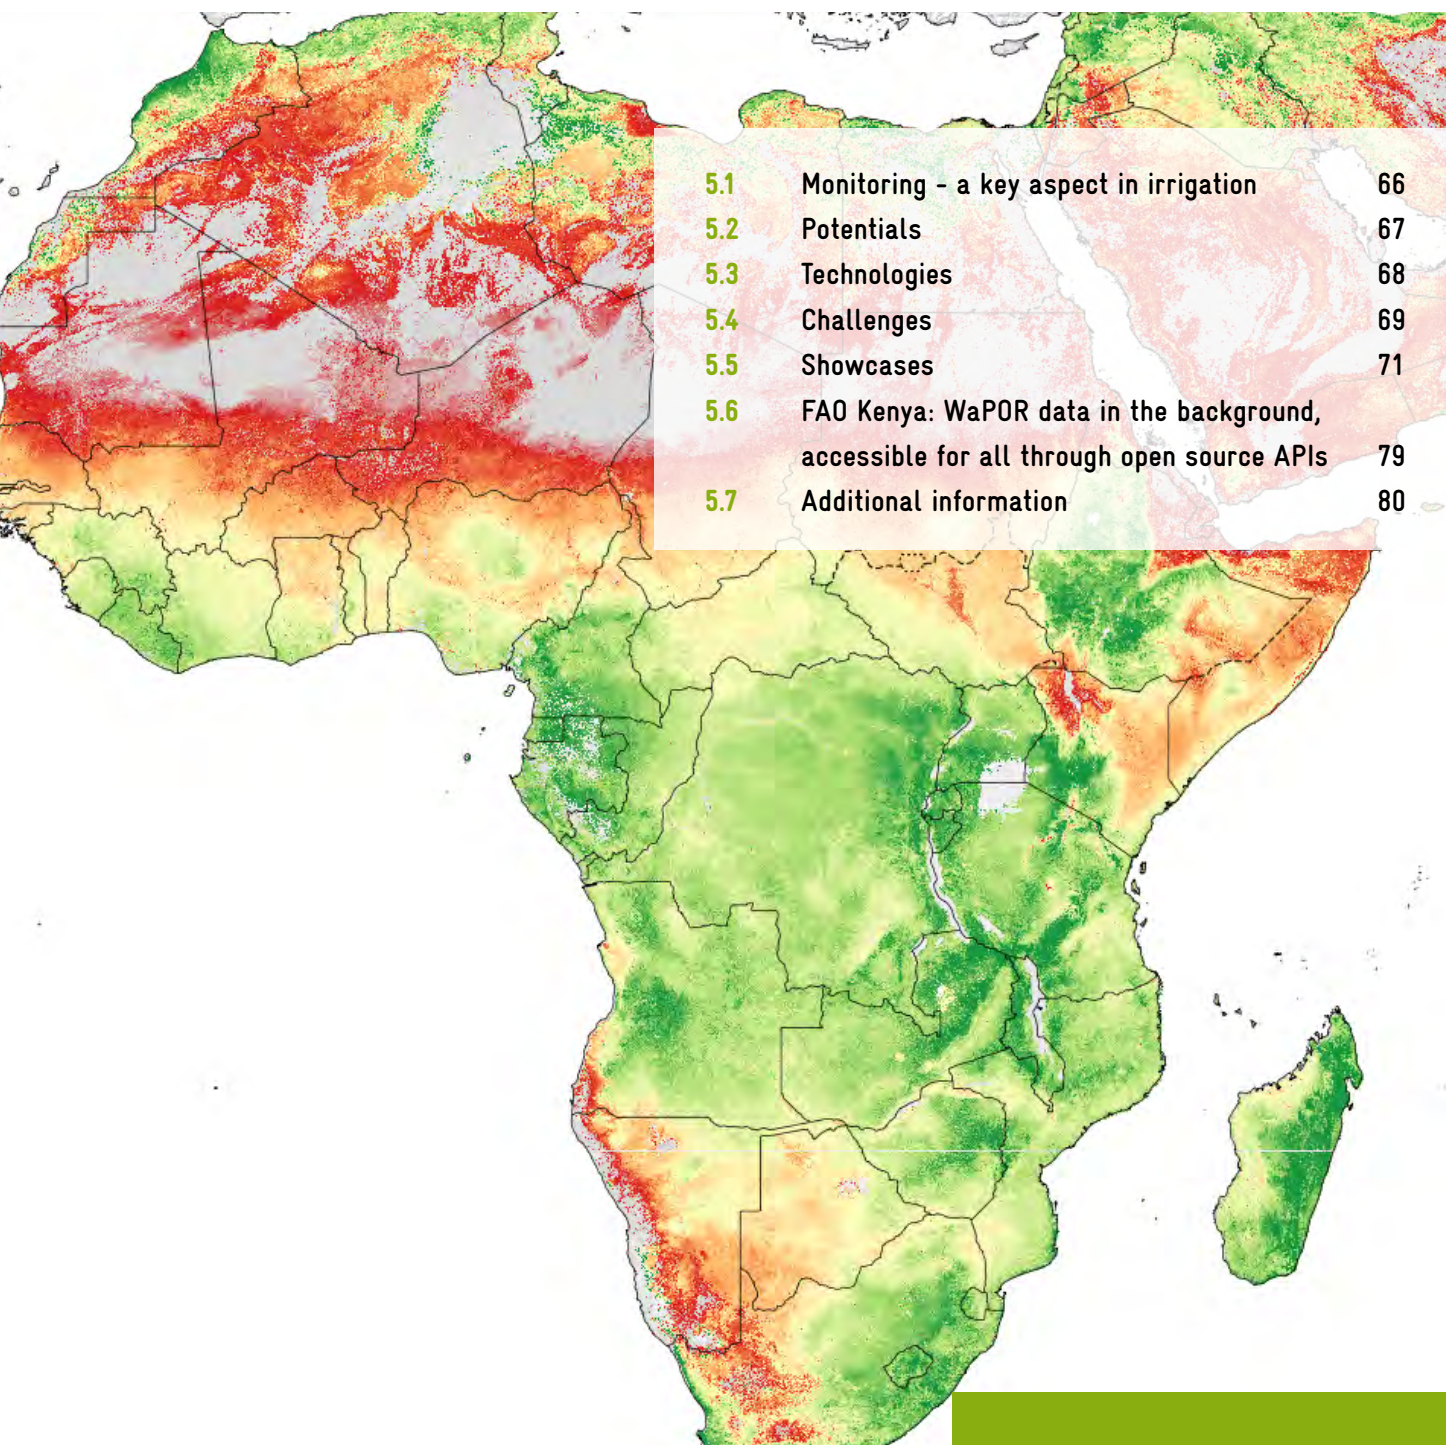 5.1 Monitoring - a key aspect in irrigation 66
5.2 Potentials 67
5.3 Technologies 68
5.4 Challenges 69
5.5 Showcases 71
5.6 FAO Kenya: WaPOR data in the background,
accessible for all through open source APIs 79
5.7 Additional information 80